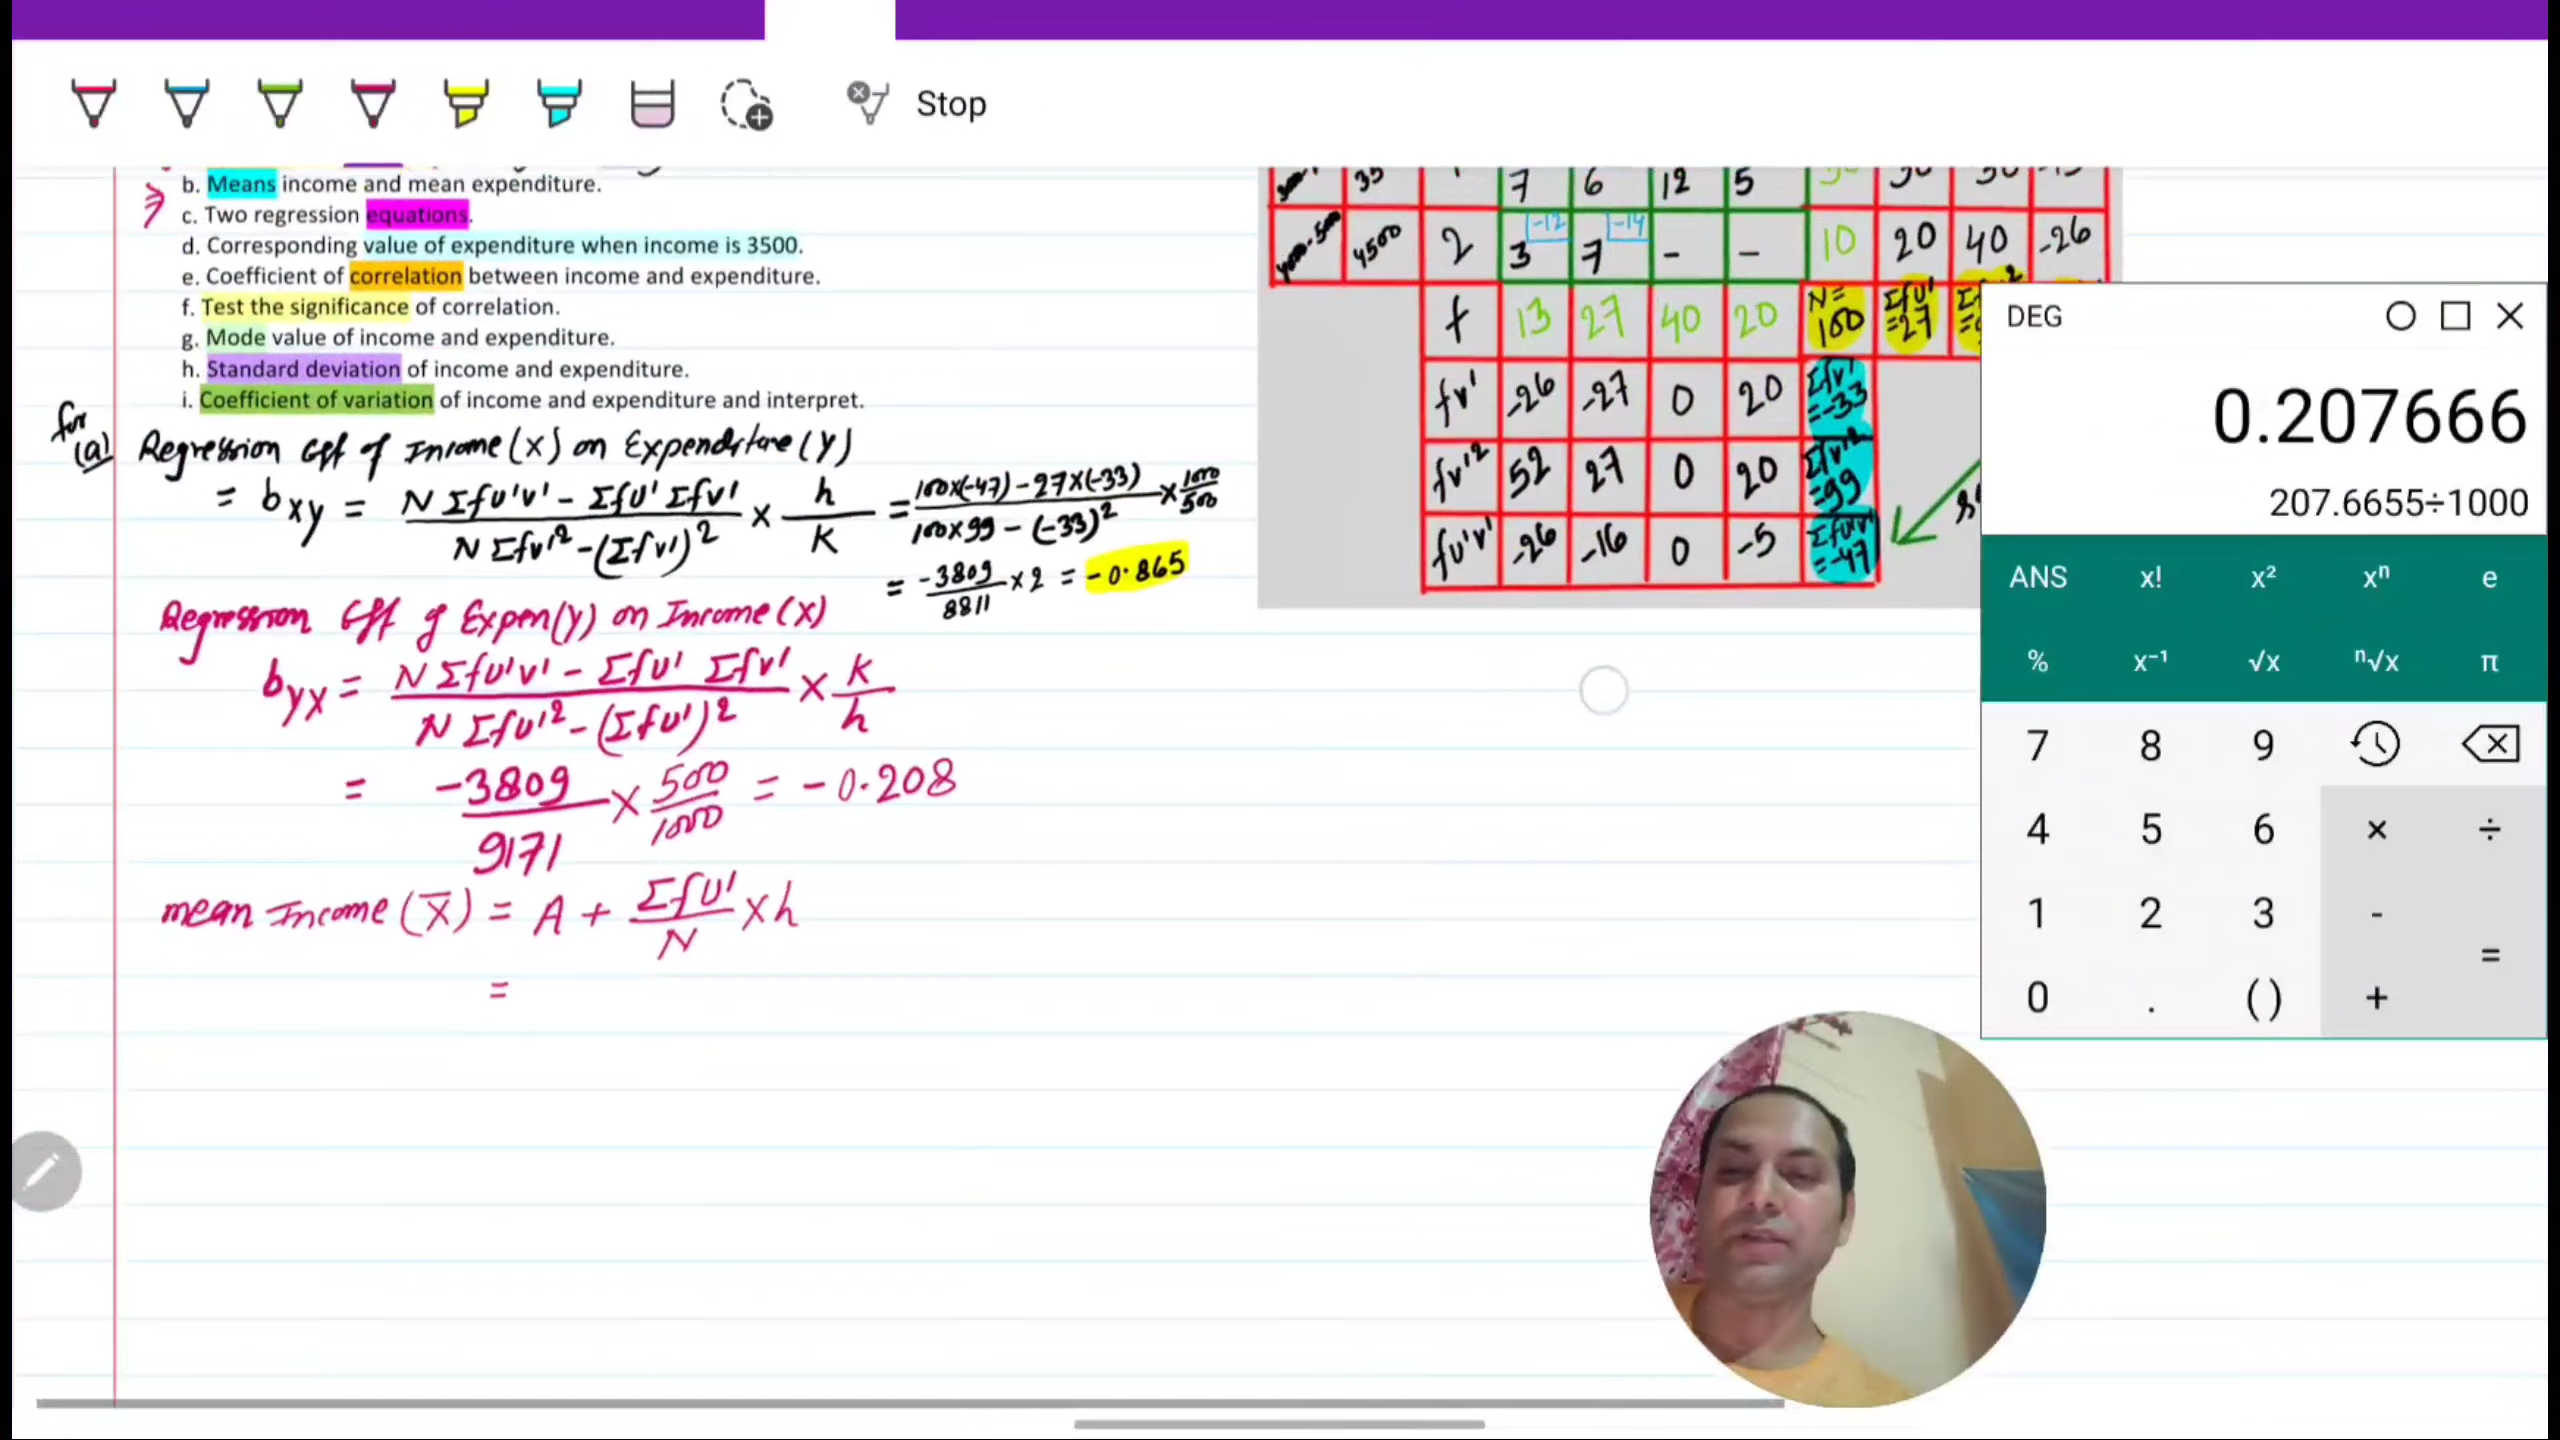 Stop
b. Means income and mean expenditure.
c. Two regression equations.
d. Corresponding value of expenditure when income is 3500.
e. Coefficient of correlation between income and expenditure.
f. Test the significance of correlation.
g. Mode value of income and expenditure.
h. Standard deviation of income and expenditure.
i. Coefficient of variation of income and expenditure and interpret.
for
(a) Regression Coff of Income (X) on Expenditure (Y)
= bxy = NΣfu'v' - Σfu' Σfv' / NΣfv'² - (Σfv')² × h / K = 100×(-47) - 27×(-33) / 100×99 - (-33)² × 1000 / 500
= -3809 / 8811 × 2 = -0.865
Regression Coff of Expen(Y) on Income (X)
byx = NΣfu'v' - Σfu' Σfv' / NΣfu'² - (Σfu')² × K / h
= -3809 / 9171 × 500 / 1000 = -0.208
mean Income (X̄) = A + Σfu' / N × h
=
35 7 6 12 5
4500 2 3 -12 7 -14 - - 10 20 40 -26
f 13 27 40 20 N= 100 Σfu' =27
fv' -26 -27 0 20 Σfv' =-33
fv'² 52 27 0 20 Σfv'² =99
fu'v' -26 -16 0 -5 Σfu'v' =-47
DEG
0.207666
207.6655÷1000
ANS x! x² xⁿ e
% x⁻¹ √x ⁿ√x π
7 8 9
4 5 6 × ÷
1 2 3 - =
0 . ( ) +